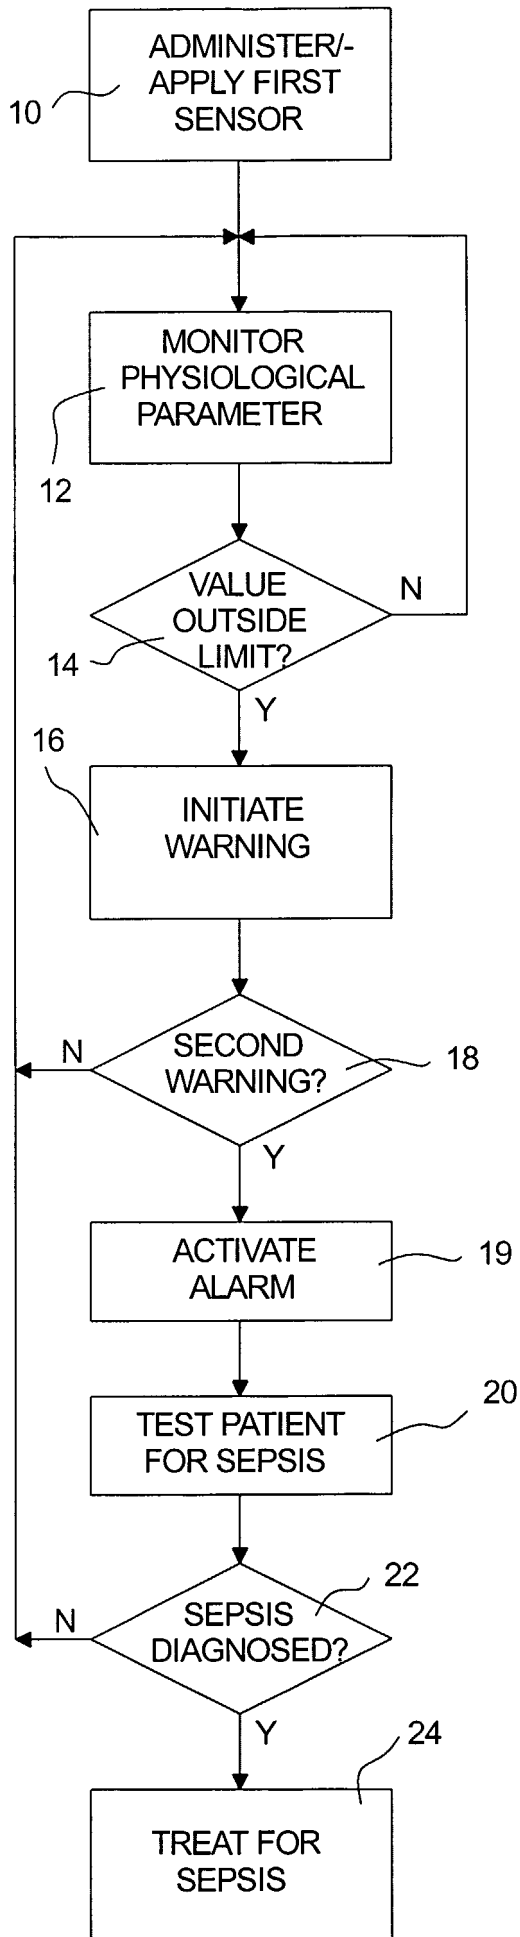 ADMINISTER/-
APPLY FIRST
SENSOR
10
MONITOR
PHYSIOLOGICAL
PARAMETER
12
VALUE
OUTSIDE
LIMIT?
N
14
Y
16
INITIATE
WARNING
SECOND
WARNING?
N
18
Y
ACTIVATE
ALARM
19
20
TEST PATIENT
FOR SEPSIS
22
SEPSIS
DIAGNOSED?
N
Y
24
TREAT FOR
SEPSIS